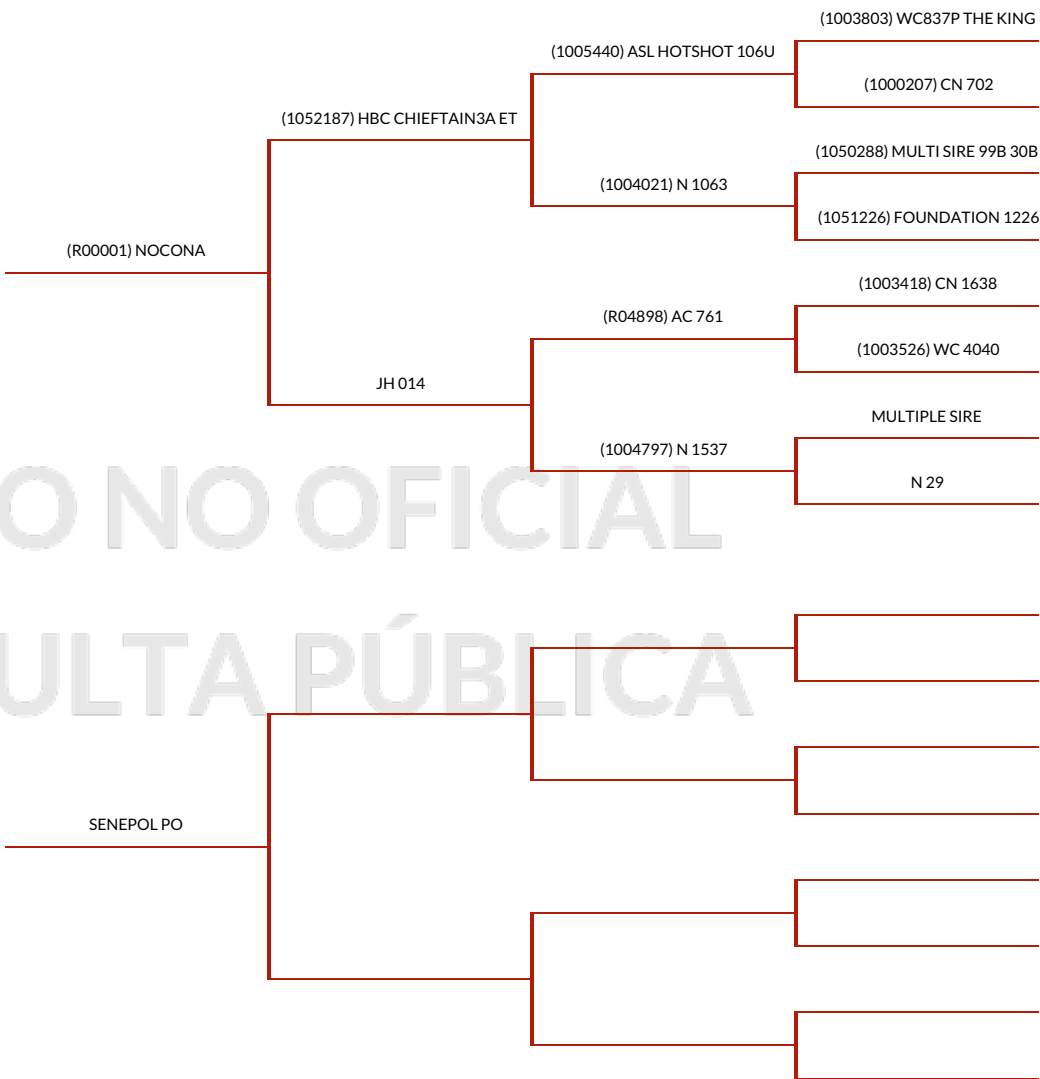 (1003803) WC837P THE KING
(1005440) ASL HOTSHOT 106U
(1000207) CN 702
(1052187) HBC CHIEFTAIN3A ET
(1050288) MULTI SIRE 99B 30B
(1004021) N 1063
(1051226) FOUNDATION 1226
(R00001) NOCONA
(1003418) CN 1638
(R04898) AC 761
(1003526) WC 4040
JH 014
MULTIPLE SIRE
(1004797) N 1537
N 29
O NO OFICIAL
ULTA PÚBLICA
SENEPOL PO